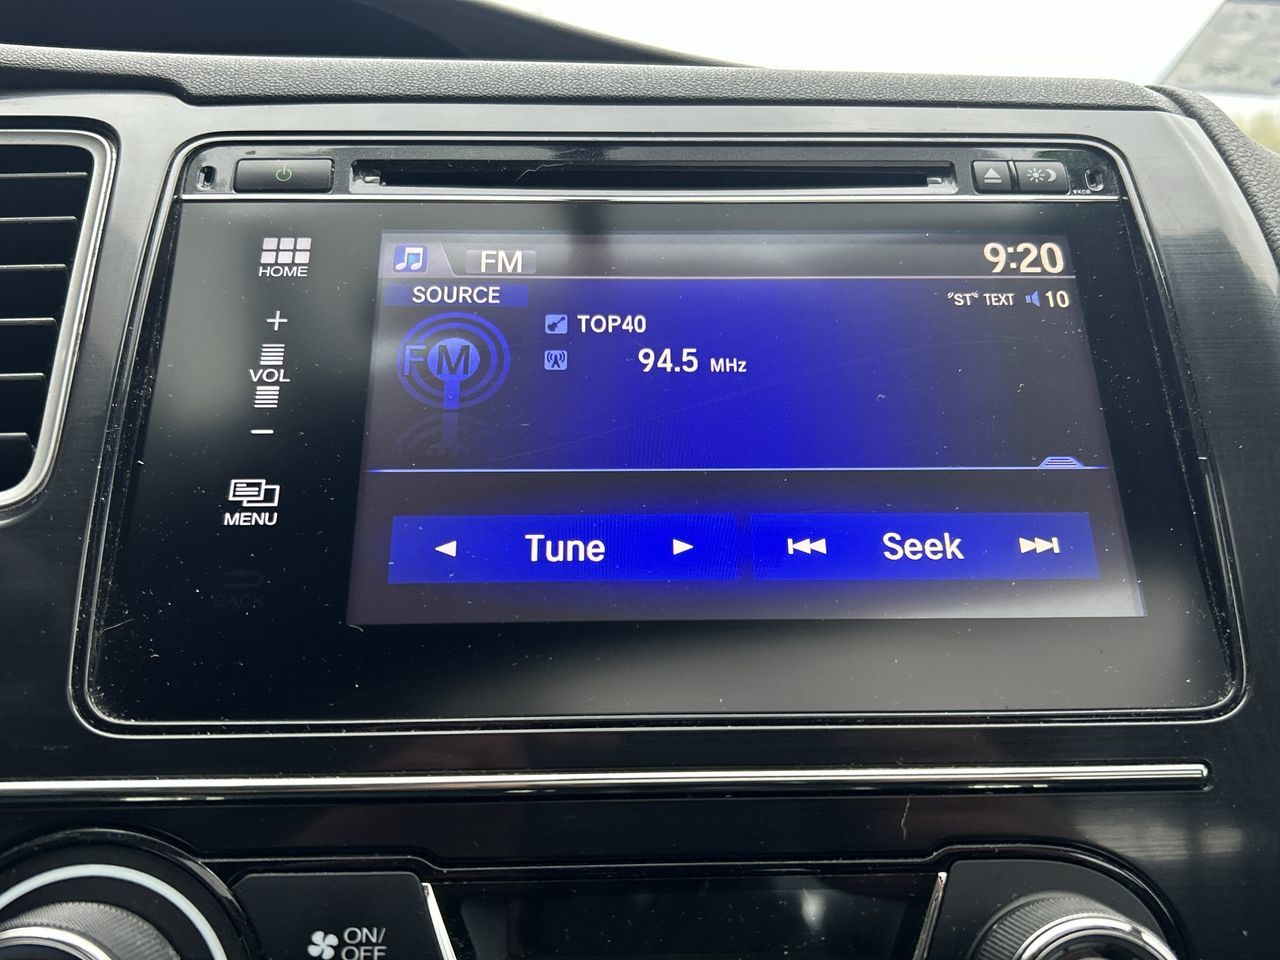 9XCB
HOME
+
VOL
−
MENU
BACK
FM
9:20
SOURCE
"ST" TEXT 10
FM
TOP40
94.5 MHz
Tune
Seek
ON/
OFF